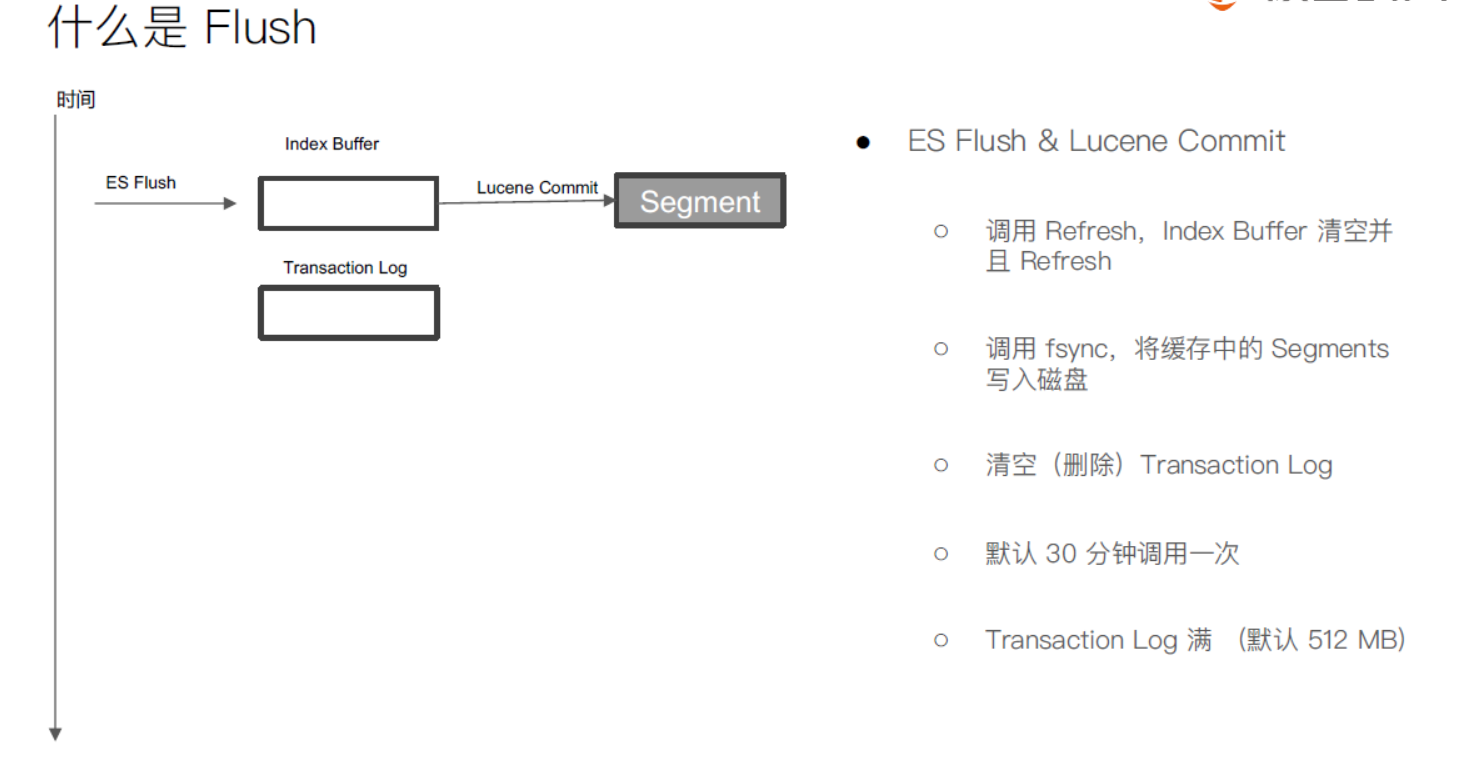 什么是 Flush
时间
Index Buffer
ES Flush
Lucene Commit
Segment
Transaction Log
● ES Flush & Lucene Commit
○ 调用 Refresh，Index Buffer 清空并
且 Refresh
○ 调用 fsync，将缓存中的 Segments
写入磁盘
○ 清空（删除）Transaction Log
○ 默认 30 分钟调用一次
○ Transaction Log 满 （默认 512 MB）